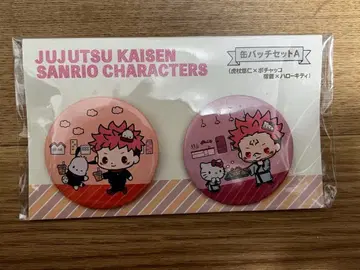 JUJUTSU KAISEN
SANRIO CHARACTERS
缶バッチセットA
(虎杖悠仁×ポチャッコ
宿儺×ハローキティ)